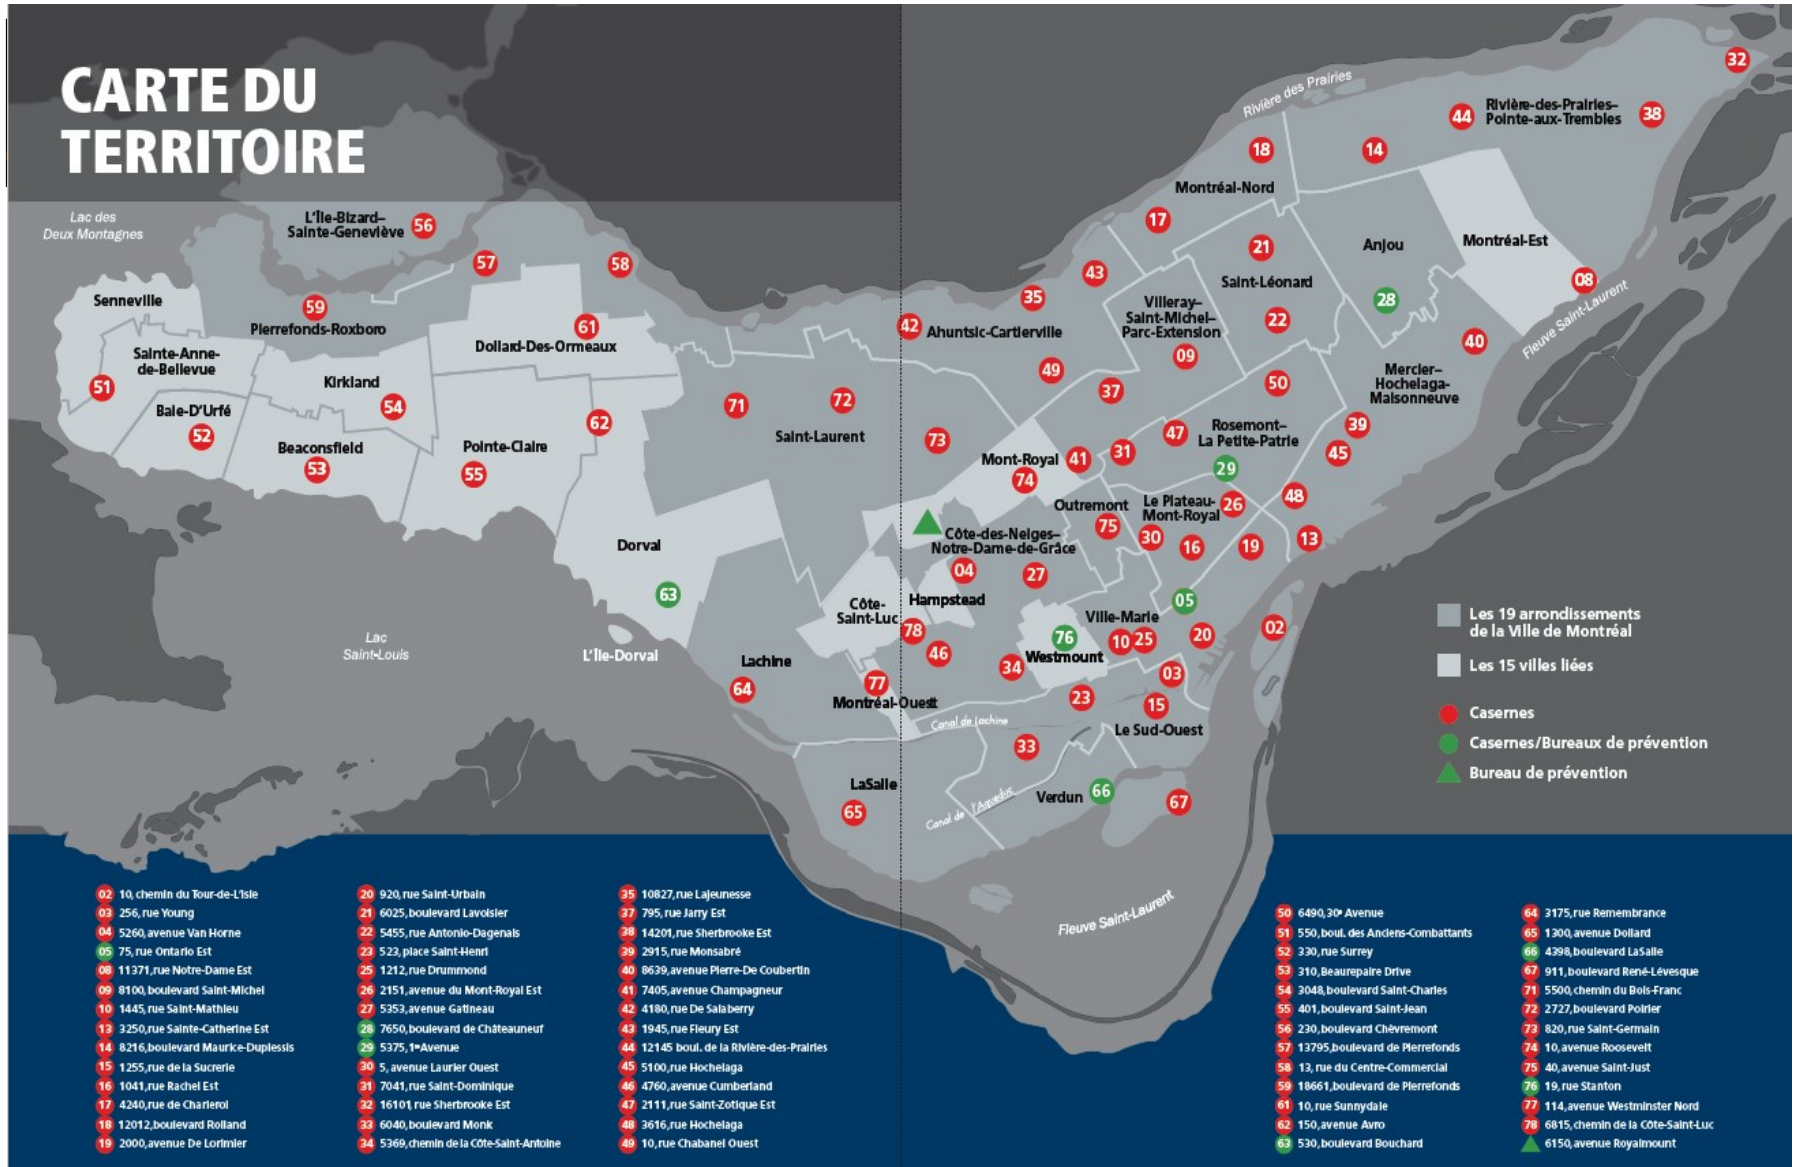 CARTE DU
TERRITOIRE
Lac des
Deux Montagnes
L'Île-Bizard–
Sainte-Geneviève
56
57
58
Senneville
59
Pierrefonds-Roxboro
61
Dollard-Des-Ormeaux
Sainte-Anne-
de-Bellevue
51
Kirkland
54
Baie-D'Urfé
52
Beaconsfield
53
Pointe-Claire
55
62
Dorval
63
L'Île-Dorval
Lac
Saint-Louis
71
72
Saint-Laurent
73
42
Ahuntsic-Cartierville
35
43
49
37
Rivière des Prairies
32
44
Rivière-des-Prairies–
Pointe-aux-Trembles
38
18
14
Montréal-Nord
17
21
Saint-Léonard
22
Anjou
28
Montréal-Est
08
Fleuve Saint-Laurent
Villeray–
Saint-Michel–
Parc-Extension
09
40
Mercier–
Hochelaga-
Maisonneuve
50
39
45
47
Rosemont–
La Petite-Patrie
29
31
41
Mont-Royal
74
48
13
Outremont
75
Le Plateau-
Mont-Royal
26
30
16
19
Côte-des-Neiges–
Notre-Dame-de-Grâce
04
27
Hampstead
Côte-
Saint-Luc
78
46
05
Ville-Marie
10
25
20
02
76
Westmount
34
03
Lachine
64
77
Montréal-Ouest
23
15
Le Sud-Ouest
Canal de Lachine
33
LaSalle
65
Canal de l'Aqueduc
Verdun
66
67
Fleuve Saint-Laurent
Les 19 arrondissements
de la Ville de Montréal
Les 15 villes liées
Casernes
Casernes/Bureaux de prévention
Bureau de prévention
02 10, chemin du Tour-de-L'Isle
03 256, rue Young
04 5260, avenue Van Horne
05 75, rue Ontario Est
08 11371, rue Notre-Dame Est
09 8100, boulevard Saint-Michel
10 1445, rue Saint-Mathieu
13 3250, rue Sainte-Catherine Est
14 8216, boulevard Maurice-Duplessis
15 1255, rue de la Sucrerie
16 1041, rue Rachel Est
17 4240, rue de Charleroi
18 12012, boulevard Rolland
19 2000, avenue De Lorimier
20 920, rue Saint-Urbain
21 6025, boulevard Lavoisier
22 5455, rue Antonio-Dagenais
23 523, place Saint-Henri
25 1212, rue Drummond
26 2151, avenue du Mont-Royal Est
27 5353, avenue Gatineau
28 7650, boulevard de Châteauneuf
29 5375, 1re Avenue
30 5, avenue Laurier Ouest
31 7041, rue Saint-Dominique
32 16101, rue Sherbrooke Est
33 6040, boulevard Monk
34 5369, chemin de la Côte-Saint-Antoine
35 10827, rue Lajeunesse
37 795, rue Jarry Est
38 14201, rue Sherbrooke Est
39 2915, rue Monsabré
40 8639, avenue Pierre-De Coubertin
41 7405, avenue Champagneur
42 4180, rue De Salaberry
43 1945, rue Fleury Est
44 12145 boul. de la Rivière-des-Prairies
45 5100, rue Hochelaga
46 4760, avenue Cumberland
47 2111, rue Saint-Zotique Est
48 3616, rue Hochelaga
49 10, rue Chabanel Ouest
50 6490, 30e Avenue
51 550, boul. des Anciens-Combattants
52 330, rue Surrey
53 310, Beaurepaire Drive
54 3048, boulevard Saint-Charles
55 401, boulevard Saint-Jean
56 230, boulevard Chèvremont
57 13795, boulevard de Pierrefonds
58 13, rue du Centre-Commercial
59 18661, boulevard de Pierrefonds
61 10, rue Sunnydale
62 150, avenue Avro
63 530, boulevard Bouchard
64 3175, rue Remembrance
65 1300, avenue Dollard
66 4398, boulevard LaSalle
67 911, boulevard René-Lévesque
71 5500, chemin du Bois-Franc
72 2727, boulevard Poirier
73 820, rue Saint-Germain
74 10, avenue Roosevelt
75 40, avenue Saint-Just
76 19, rue Stanton
77 114, avenue Westminster Nord
78 6815, chemin de la Côte-Saint-Luc
6150, avenue Royalmount